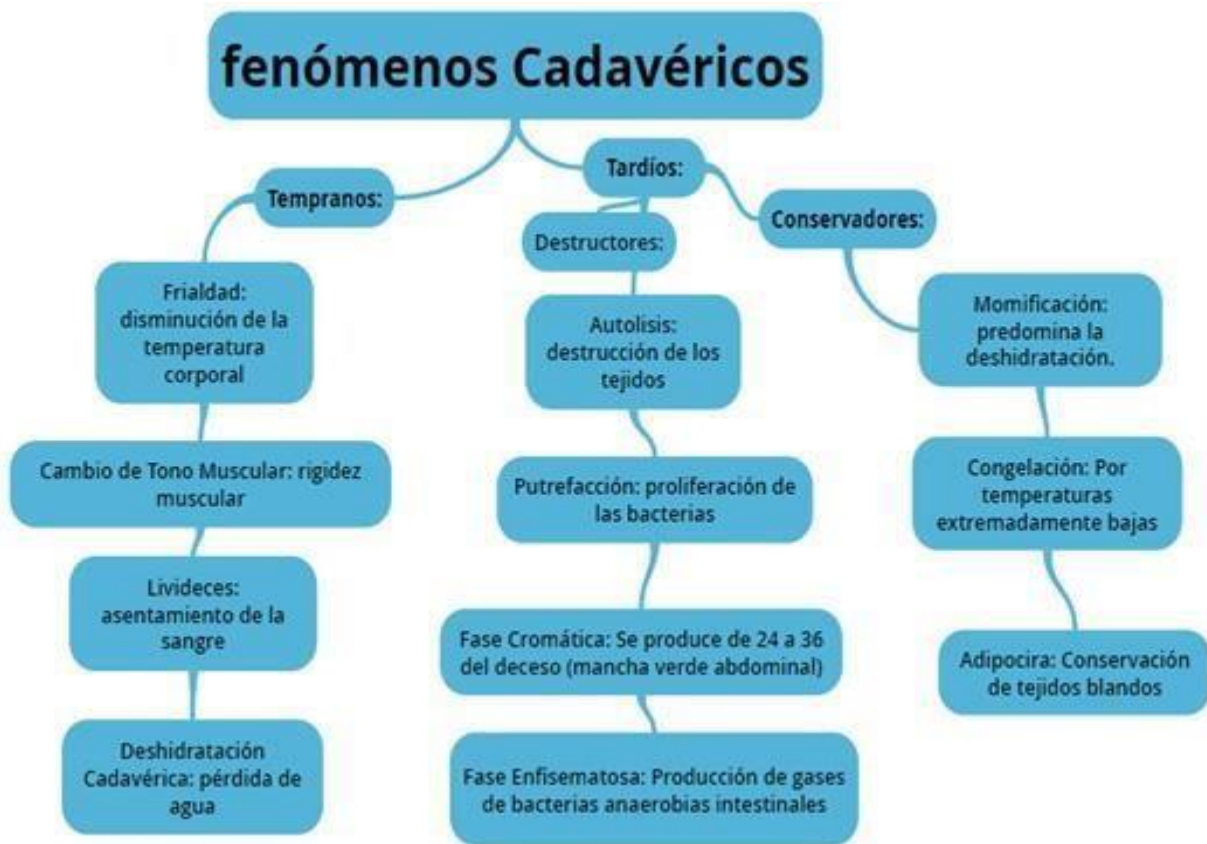 fenómenos Cadavéricos
Tempranos:
Frialdad:
disminución de la
temperatura
corporal
Cambio de Tono Muscular: rigidez
muscular
Livideces:
asentamiento de la
sangre
Deshidratación
Cadavérica: pérdida de
agua
Tardíos:
Destructores:
Autolisis:
destrucción de los
tejidos
Putrefacción: proliferación de
las bacterias
Fase Cromática: Se produce de 24 a 36
del deceso (mancha verde abdominal)
Fase Enfisematosa: Producción de gases
de bacterias anaerobias intestinales
Conservadores:
Momificación:
predomina la
deshidratación.
Congelación: Por
temperaturas
extremadamente bajas
Adipocira: Conservación
de tejidos blandos